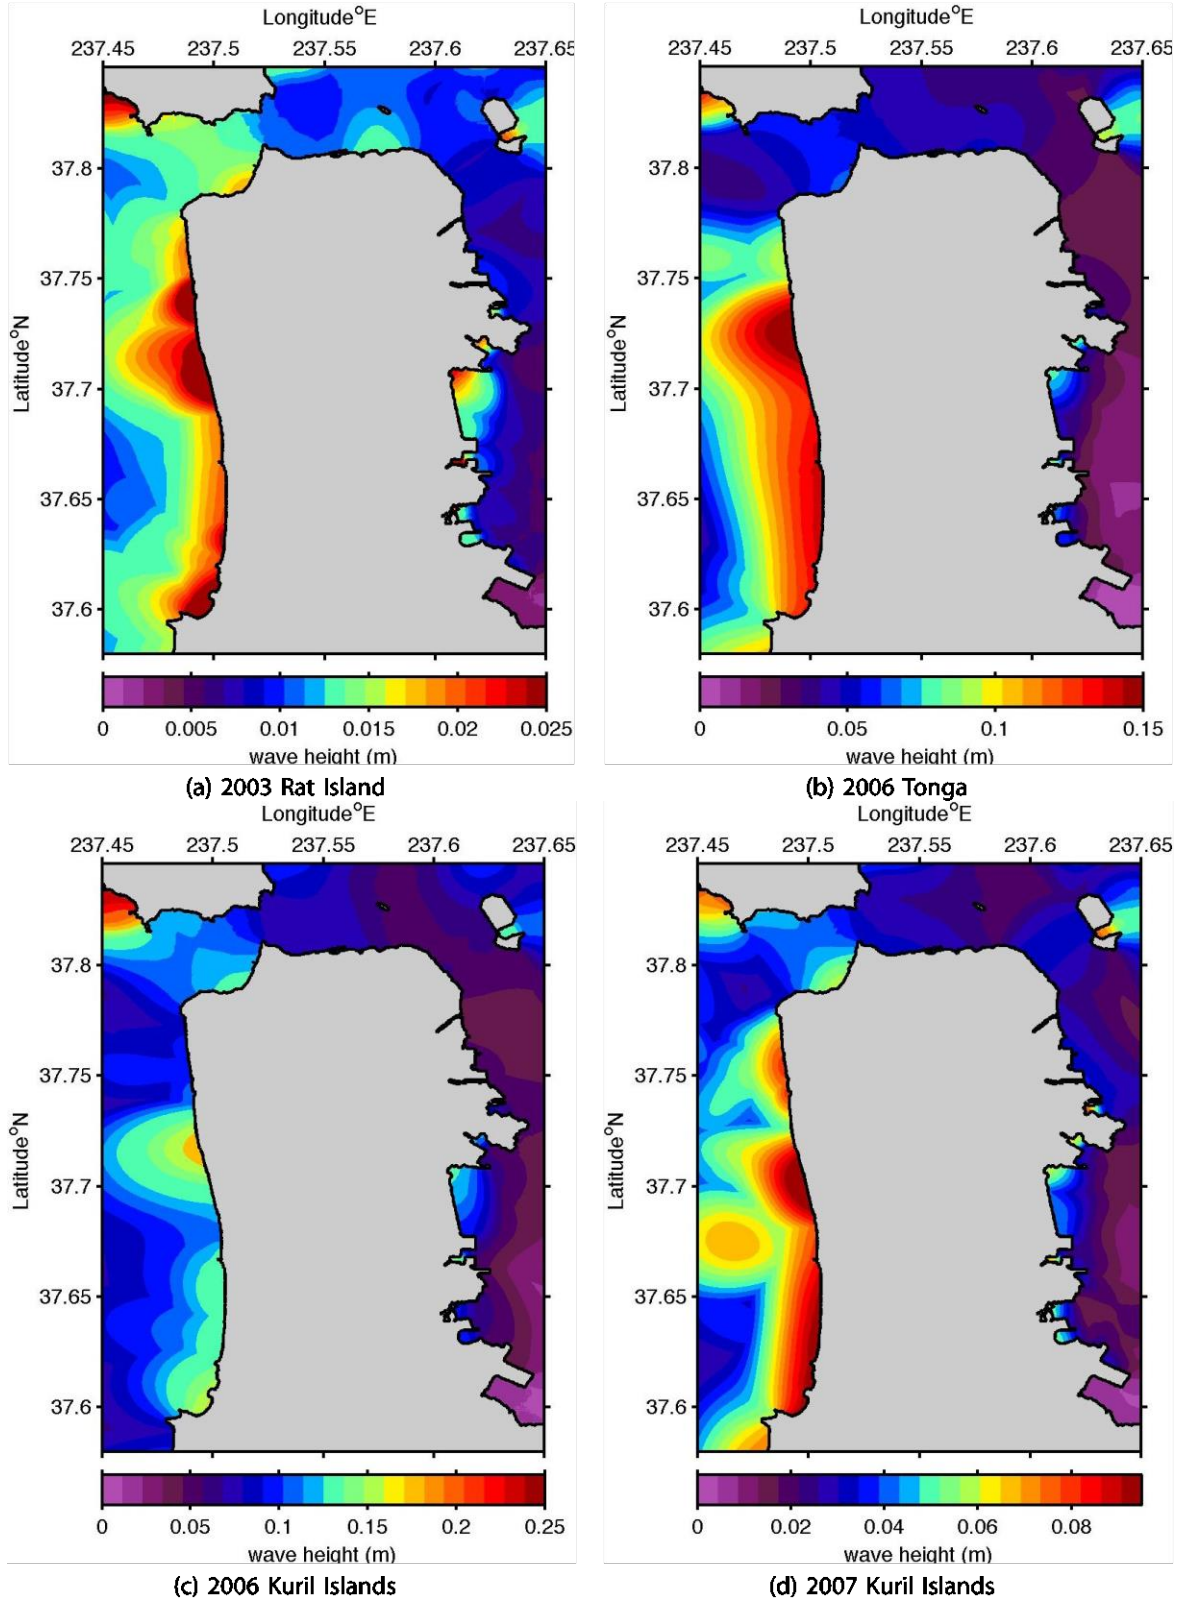 Longitude°E
237.45 237.5 237.55 237.6 237.65
37.8
37.75
37.7
37.65
37.6
Latitude°N
0 0.005 0.01 0.015 0.02 0.025
wave height (m)
(a) 2003 Rat Island
Longitude°E
237.45 237.5 237.55 237.6 237.65
37.8
37.75
37.7
37.65
37.6
Latitude°N
0 0.05 0.1 0.15
wave height (m)
(b) 2006 Tonga
Longitude°E
237.45 237.5 237.55 237.6 237.65
37.8
37.75
37.7
37.65
37.6
Latitude°N
0 0.05 0.1 0.15 0.2 0.25
wave height (m)
(c) 2006 Kuril Islands
Longitude°E
237.45 237.5 237.55 237.6 237.65
37.8
37.75
37.7
37.65
37.6
Latitude°N
0 0.02 0.04 0.06 0.08
wave height (m)
(d) 2007 Kuril Islands